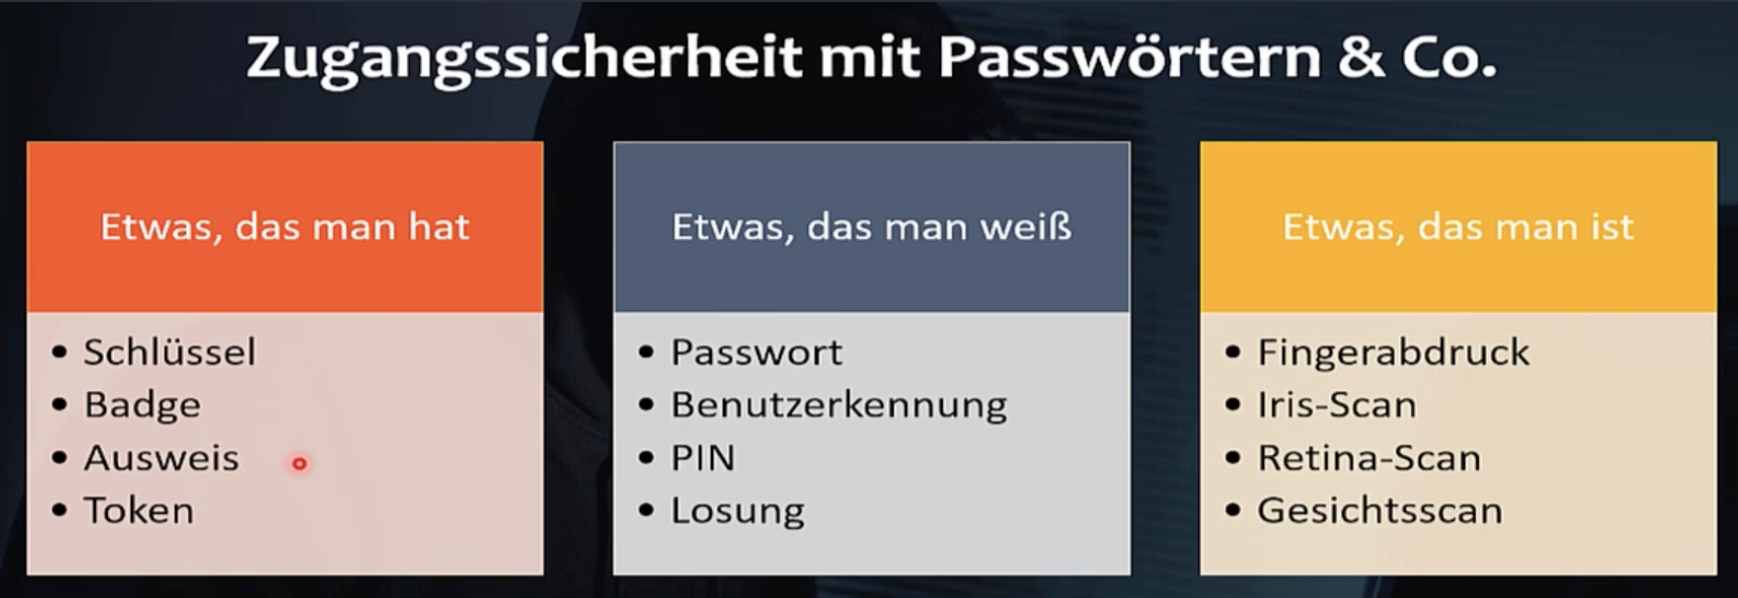 Zugangssicherheit mit Passwörtern & Co.
Etwas, das man hat
• Schlüssel
• Badge
• Ausweis
• Token
Etwas, das man weiß
• Passwort
• Benutzerkennung
• PIN
• Losung
Etwas, das man ist
• Fingerabdruck
• Iris-Scan
• Retina-Scan
• Gesichtsscan